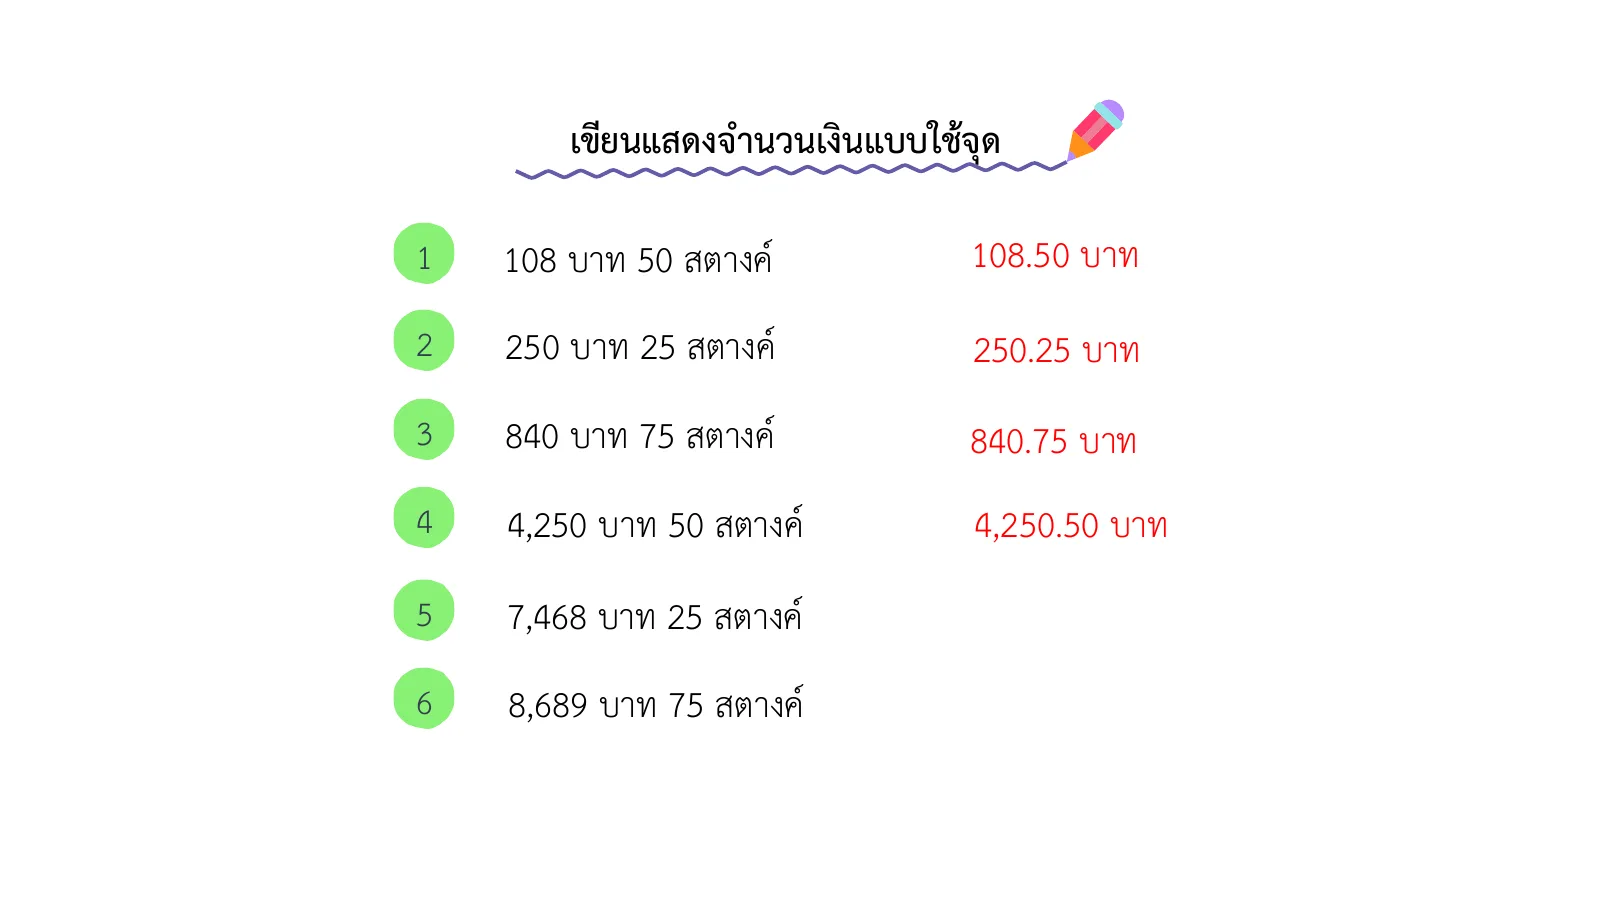 เขียนแสดงจำนวนเงินแบบใช้จุด
1 108 บาท 50 สตางค์ 108.50 บาท
2 250 บาท 25 สตางค์ 250.25 บาท
3 840 บาท 75 สตางค์ 840.75 บาท
4 4,250 บาท 50 สตางค์ 4,250.50 บาท
5 7,468 บาท 25 สตางค์
6 8,689 บาท 75 สตางค์